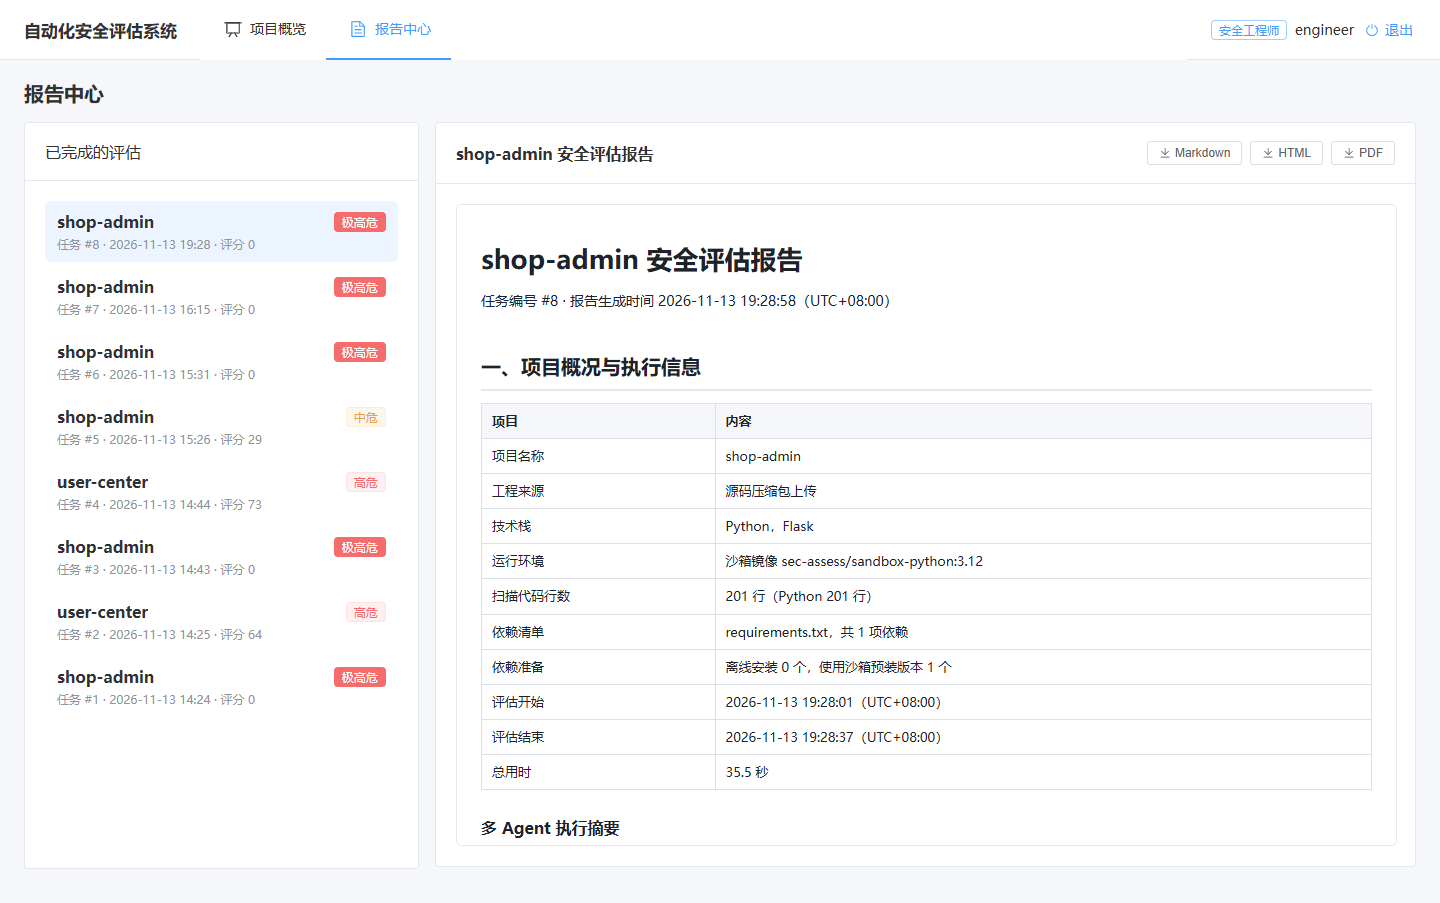 自动化安全评估系统
项目概览
报告中心
安全工程师
engineer
退出
报告中心
已完成的评估
shop-admin
极高危
任务 #8 · 2026-11-13 19:28 · 评分 0
shop-admin
极高危
任务 #7 · 2026-11-13 16:15 · 评分 0
shop-admin
极高危
任务 #6 · 2026-11-13 15:31 · 评分 0
shop-admin
中危
任务 #5 · 2026-11-13 15:26 · 评分 29
user-center
高危
任务 #4 · 2026-11-13 14:44 · 评分 73
shop-admin
极高危
任务 #3 · 2026-11-13 14:43 · 评分 0
user-center
高危
任务 #2 · 2026-11-13 14:25 · 评分 64
shop-admin
极高危
任务 #1 · 2026-11-13 14:24 · 评分 0
shop-admin 安全评估报告
Markdown
HTML
PDF
shop-admin 安全评估报告
任务编号 #8 · 报告生成时间 2026-11-13 19:28:58（UTC+08:00）
一、项目概况与执行信息
项目 内容
项目名称 shop-admin
工程来源 源码压缩包上传
技术栈 Python，Flask
运行环境 沙箱镜像 sec-assess/sandbox-python:3.12
扫描代码行数 201 行（Python 201 行）
依赖清单 requirements.txt，共 1 项依赖
依赖准备 离线安装 0 个，使用沙箱预装版本 1 个
评估开始 2026-11-13 19:28:01（UTC+08:00）
评估结束 2026-11-13 19:28:37（UTC+08:00）
总用时 35.5 秒
多 Agent 执行摘要